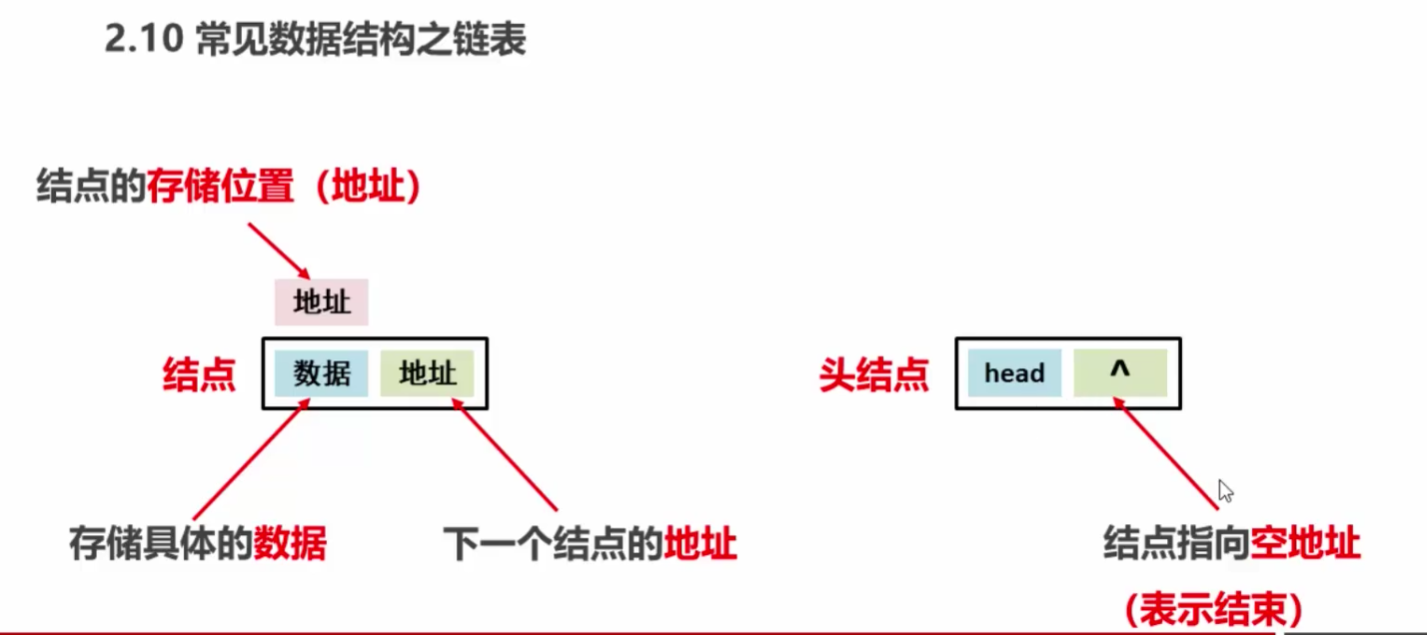 2.10 常见数据结构之链表
结点的存储位置（地址）
地址
结点 数据 地址
头结点 head ^
存储具体的数据
下一个结点的地址
结点指向空地址
（表示结束）